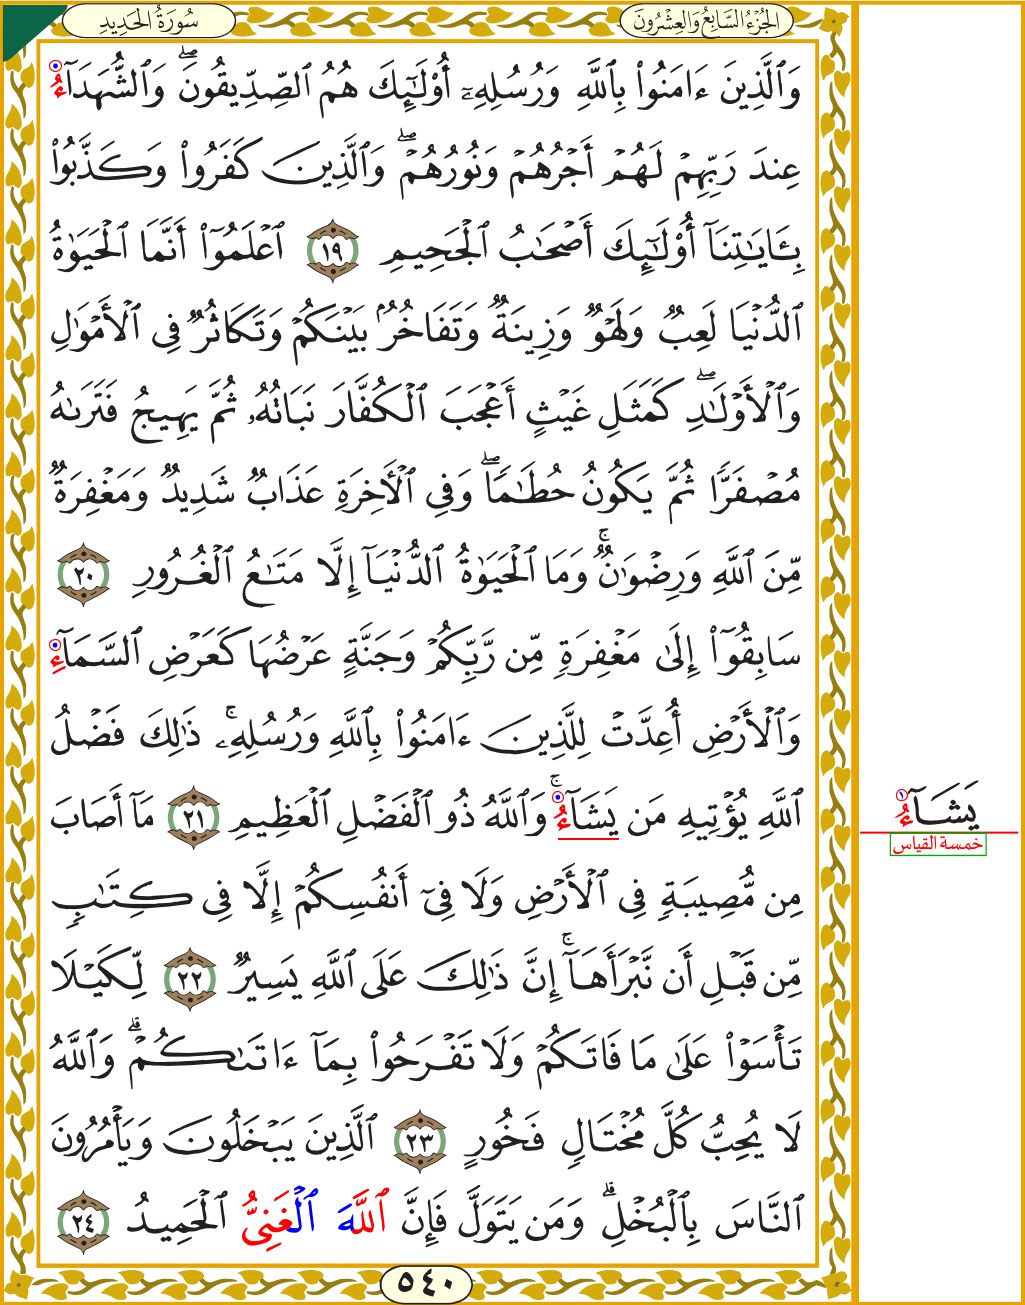 الجُزْءُ السَّابِعُ وَالعِشْرُونَ
سُورَةُ الحَدِيدِ
وَٱلَّذِينَ ءَامَنُوا۟ بِٱللَّهِ وَرُسُلِهِۦٓ أُو۟لَـٰٓئِكَ هُمُ ٱلصِّدِّيقُونَ ۖ وَٱلشُّهَدَآءُ
عِندَ رَبِّهِمْ لَهُمْ أَجْرُهُمْ وَنُورُهُمْ ۖ وَٱلَّذِينَ كَفَرُوا۟ وَكَذَّبُوا۟
بِـَٔايَـٰتِنَآ أُو۟لَـٰٓئِكَ أَصْحَـٰبُ ٱلْجَحِيمِ ١٩ ٱعْلَمُوٓا۟ أَنَّمَا ٱلْحَيَوٰةُ
ٱلدُّنْيَا لَعِبٌ وَلَهْوٌ وَزِينَةٌ وَتَفَاخُرٌۢ بَيْنَكُمْ وَتَكَاثُرٌ فِى ٱلْأَمْوَٰلِ
وَٱلْأَوْلَـٰدِ ۖ كَمَثَلِ غَيْثٍ أَعْجَبَ ٱلْكُفَّارَ نَبَاتُهُۥ ثُمَّ يَهِيجُ فَتَرَىٰهُ
مُصْفَرًّا ثُمَّ يَكُونُ حُطَـٰمًا ۖ وَفِى ٱلْـَٔاخِرَةِ عَذَابٌ شَدِيدٌ وَمَغْفِرَةٌ
مِّنَ ٱللَّهِ وَرِضْوَٰنٌ ۚ وَمَا ٱلْحَيَوٰةُ ٱلدُّنْيَآ إِلَّا مَتَـٰعُ ٱلْغُرُورِ ٢٠
سَابِقُوٓا۟ إِلَىٰ مَغْفِرَةٍ مِّن رَّبِّكُمْ وَجَنَّةٍ عَرْضُهَا كَعَرْضِ ٱلسَّمَآءِ
وَٱلْأَرْضِ أُعِدَّتْ لِلَّذِينَ ءَامَنُوا۟ بِٱللَّهِ وَرُسُلِهِۦ ۚ ذَٰلِكَ فَضْلُ
ٱللَّهِ يُؤْتِيهِ مَن يَشَآءُ ۚ وَٱللَّهُ ذُو ٱلْفَضْلِ ٱلْعَظِيمِ ٢١ مَآ أَصَابَ
مِن مُّصِيبَةٍ فِى ٱلْأَرْضِ وَلَا فِىٓ أَنفُسِكُمْ إِلَّا فِى كِتَـٰبٍ
مِّن قَبْلِ أَن نَّبْرَأَهَآ ۚ إِنَّ ذَٰلِكَ عَلَى ٱللَّهِ يَسِيرٌ ٢٢ لِّكَيْلَا
تَأْسَوْا۟ عَلَىٰ مَا فَاتَكُمْ وَلَا تَفْرَحُوا۟ بِمَآ ءَاتَىٰكُمْ ۗ وَٱللَّهُ
لَا يُحِبُّ كُلَّ مُخْتَالٍ فَخُورٍ ٢٣ ٱلَّذِينَ يَبْخَلُونَ وَيَأْمُرُونَ
ٱلنَّاسَ بِٱلْبُخْلِ ۗ وَمَن يَتَوَلَّ فَإِنَّ ٱللَّهَ ٱلْغَنِىُّ ٱلْحَمِيدُ ٢٤
٥٤٠
يَشَآءُ ١
خمسة القياس